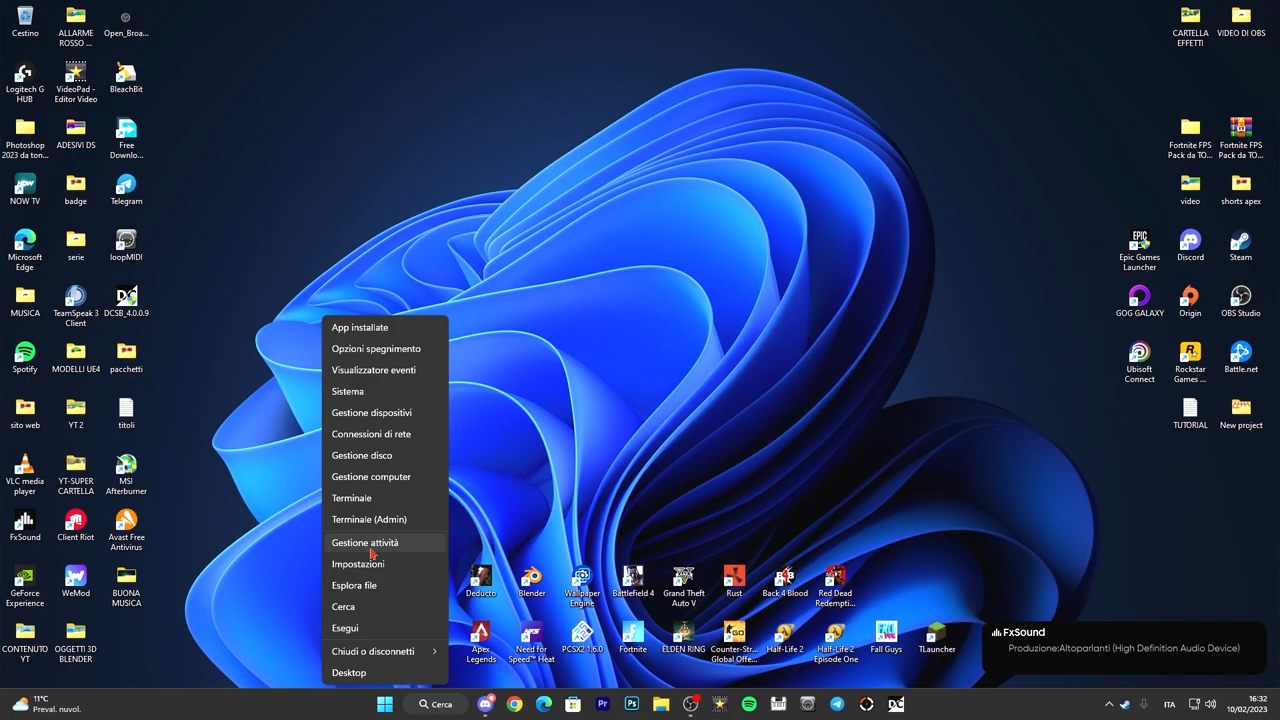 Cestino
ALLARME
ROSSO ...
Open_Broa...
CARTELLA
EFFETTI
VIDEO DI OBS
Logitech G
HUB
VideoPad -
Editor Video
BleachBit
Photoshop
2023 da ton...
ADESIVI DS
Free
Downlo...
Fortnite FPS
Pack da TO...
Fortnite FPS
Pack da TO...
NOW TV
badge
Telegram
video
shorts apex
Microsoft
Edge
serie
loopMIDI
Epic Games
Launcher
Discord
Steam
MUSICA
TeamSpeak 3
Client
DCSB_4.0.0.9
GOG GALAXY
Origin
OBS Studio
Spotify
MODELLI UE4
pacchetti
Ubisoft
Connect
Rockstar
Games ...
Battle.net
sito web
YT 2
titoli
TUTORIAL
New project
VLC media
player
YT-SUPER
CARTELLA
MSI
Afterburner
FxSound
Client Riot
Avast Free
Antivirus
GeForce
Experience
WeMod
BUONA
MUSICA
CONTENUTO
YT
OGGETTI 3D
BLENDER
App installate
Opzioni spegnimento
Visualizzatore eventi
Sistema
Gestione dispositivi
Connessioni di rete
Gestione disco
Gestione computer
Terminale
Terminale (Admin)
Gestione attività
Impostazioni
Esplora file
Cerca
Esegui
Chiudi o disconnetti
Desktop
Deducto
Blender
Wallpaper
Engine
Battlefield 4
Grand Theft
Auto V
Rust
Back 4 Blood
Red Dead
Redempti...
Apex
Legends
Need for
Speed™ Heat
PCSX2 1.6.0
Fortnite
ELDEN RING
Counter-Str...
Global Offe...
Half-Life 2
Half-Life 2
Episode One
Fall Guys
TLauncher
FxSound
Produzione:Altoparlanti (High Definition Audio Device)
11°C
Preval. nuvol.
Cerca
ITA
16:32
10/02/2023